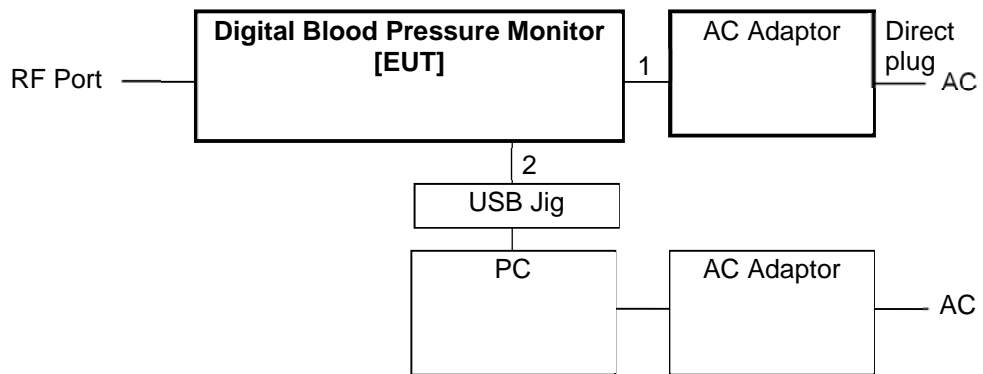 Digital Blood Pressure Monitor
[EUT]
AC Adaptor
Direct
plug
RF Port
1
AC
2
USB Jig
PC
AC Adaptor
AC